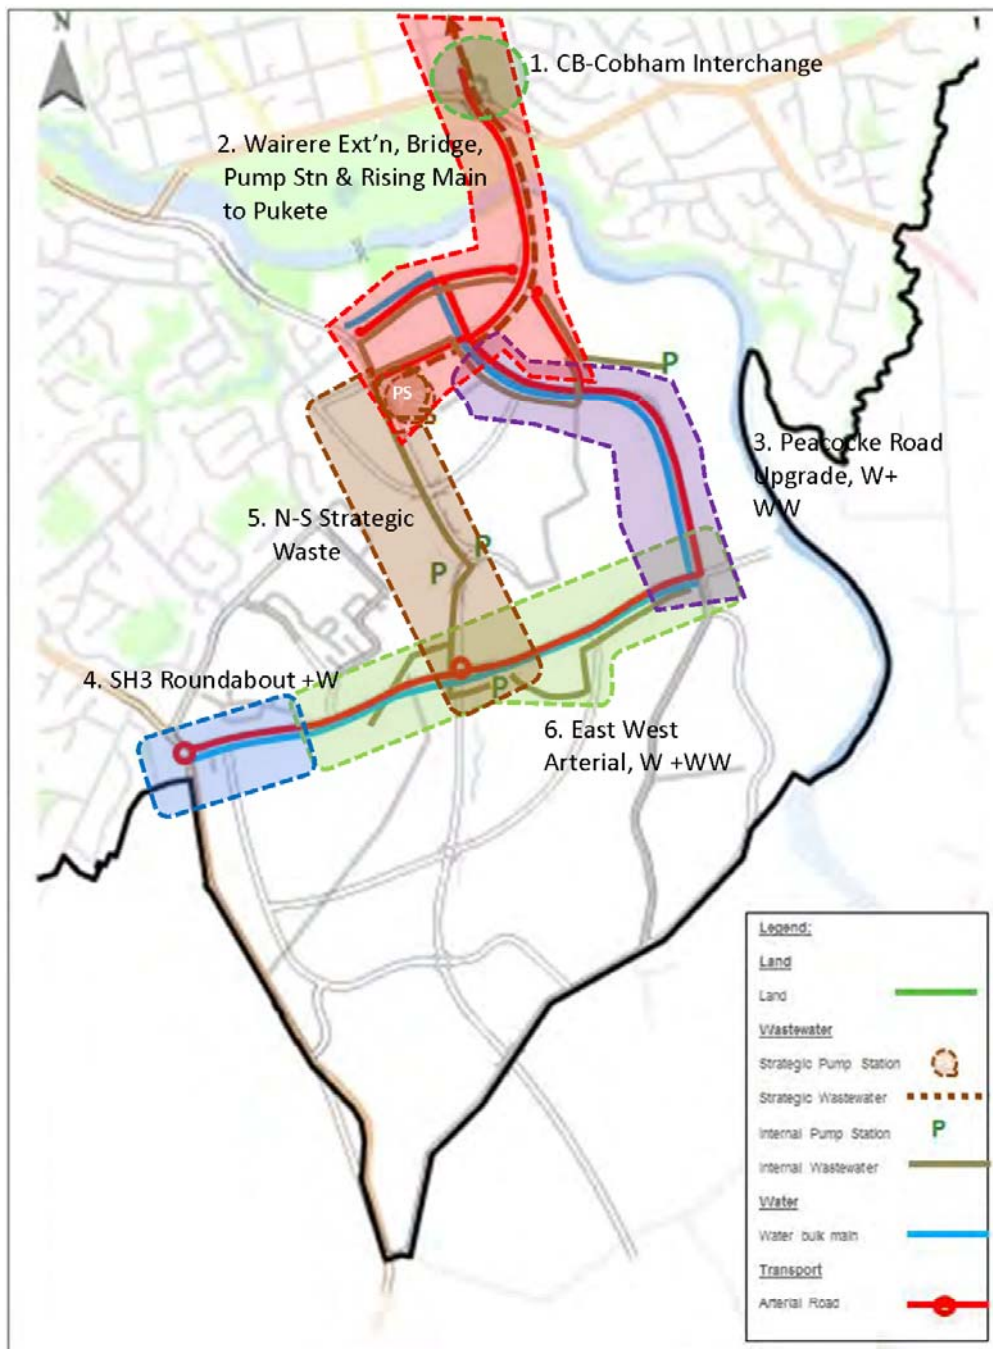 N
1. CB-Cobham Interchange
2. Wairere Ext'n, Bridge,
Pump Stn & Rising Main
to Pukete
P
PS
3. Peacocke Road
Upgrade, W+
WW
5. N-S Strategic
Waste
P
P
4. SH3 Roundabout +W
P
6. East West
Arterial, W +WW
Legend:
Land
Land
Wastewater
Strategic Pump Station
Strategic Wastewater
Internal Pump Station P
Internal Wastewater
Water
Water bulk main
Transport
Arterial Road